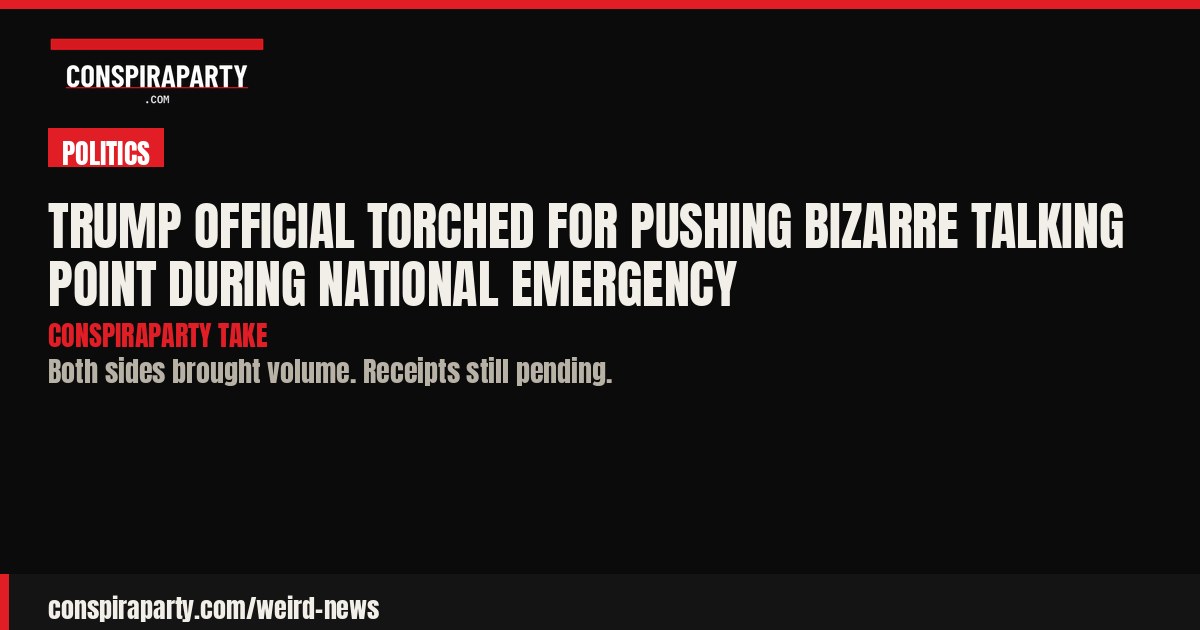 CONSPIRAPARTY
.COM
POLITICS
TRUMP OFFICIAL TORCHED FOR PUSHING BIZARRE TALKING
POINT DURING NATIONAL EMERGENCY
CONSPIRAPARTY TAKE
Both sides brought volume. Receipts still pending.
conspiraparty.com/weird-news